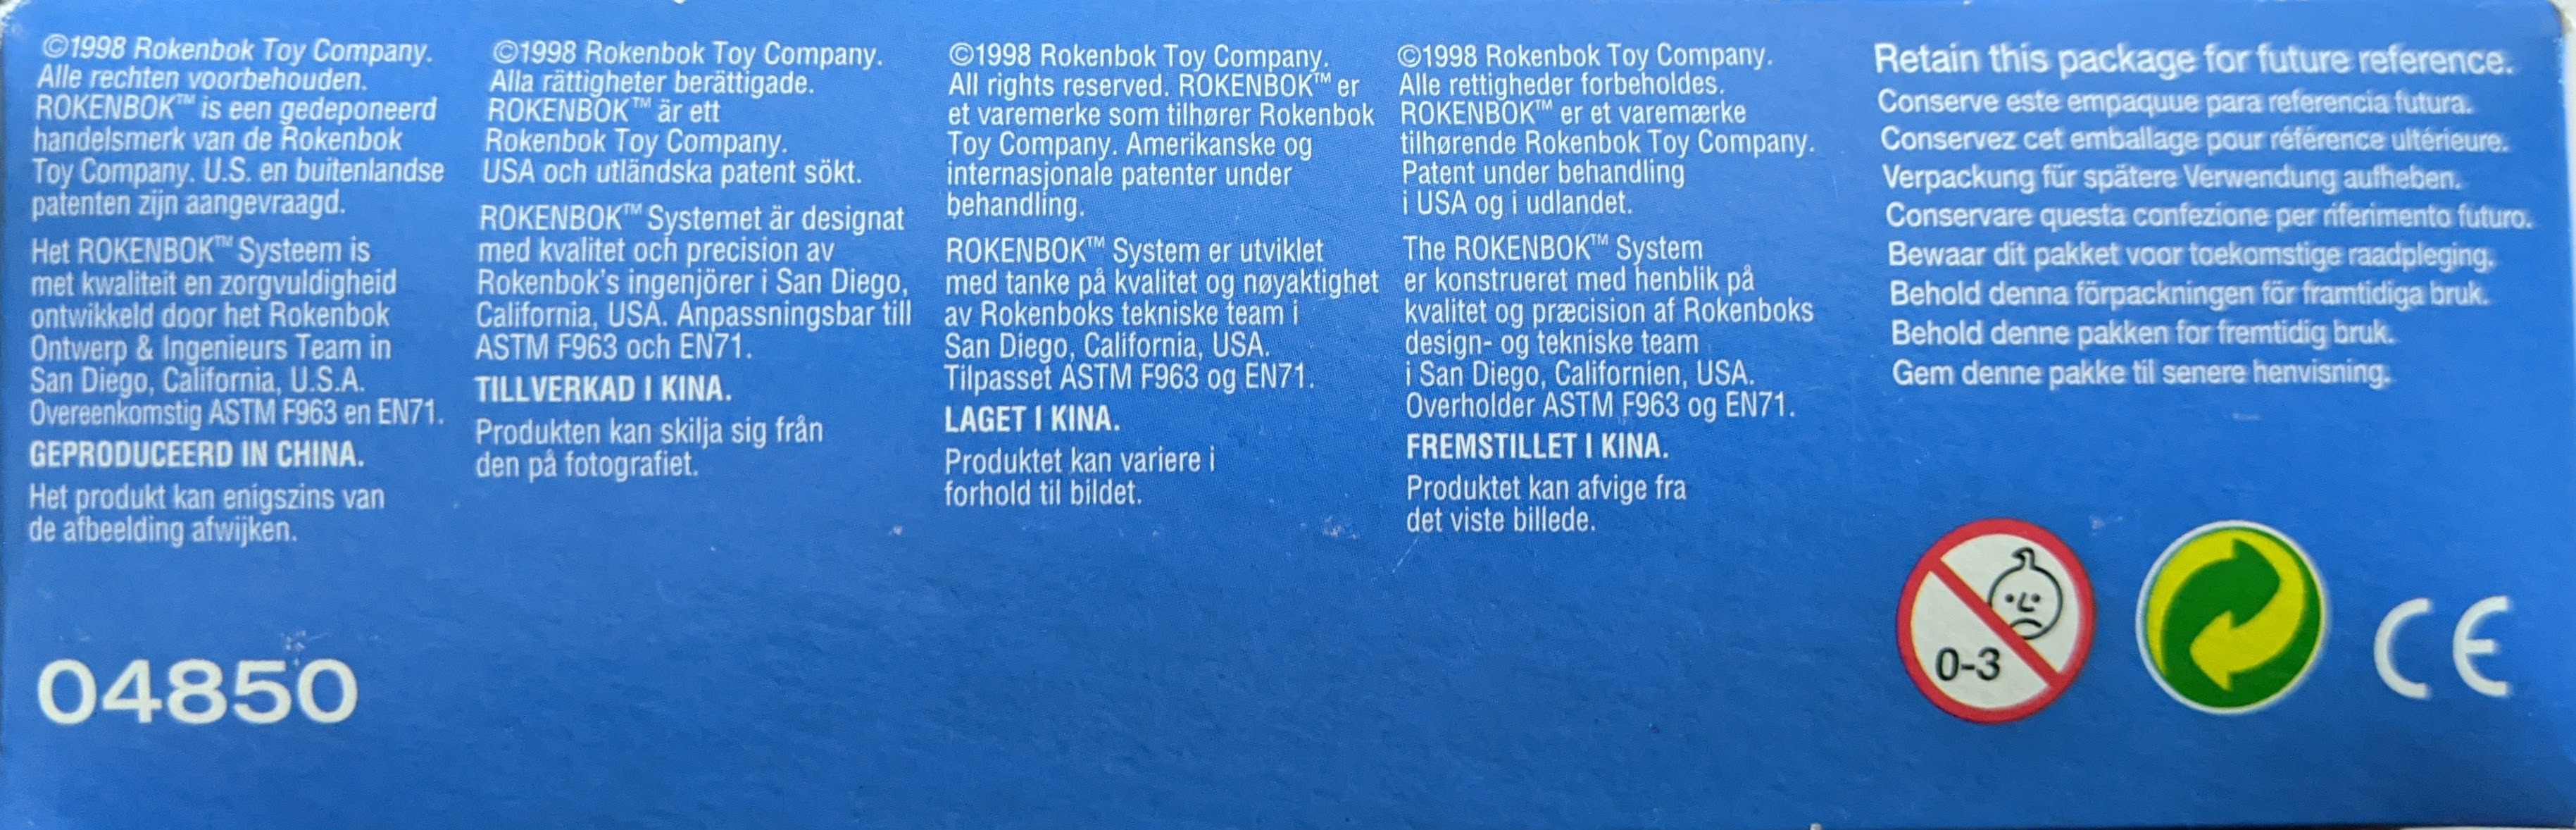 ©1998 Rokenbok Toy Company.
Alle rechten voorbehouden.
ROKENBOK™ is een gedeponeerd
handelsmerk van de Rokenbok
Toy Company. U.S. en buitenlandse
patenten zijn aangevraagd.
Het ROKENBOK™ Systeem is
met kwaliteit en zorgvuldigheid
ontwikkeld door het Rokenbok
Ontwerp & Ingenieurs Team in
San Diego, California, U.S.A.
Overeenkomstig ASTM F963 en EN71.
GEPRODUCEERD IN CHINA.
Het produkt kan enigszins van
de afbeelding afwijken.
04850
©1998 Rokenbok Toy Company.
Alla rättigheter berättigade.
ROKENBOK™ är ett
Rokenbok Toy Company.
USA och utländska patent sökt.
ROKENBOK™ Systemet är designat
med kvalitet och precision av
Rokenbok's ingenjörer i San Diego,
California, USA. Anpassningsbar till
ASTM F963 och EN71.
TILLVERKAD I KINA.
Produkten kan skilja sig från
den på fotografiet.
©1998 Rokenbok Toy Company.
All rights reserved. ROKENBOK™ er
et varemerke som tilhører Rokenbok
Toy Company. Amerikanske og
internasjonale patenter under
behandling.
ROKENBOK™ System er utviklet
med tanke på kvalitet og nøyaktighet
av Rokenboks tekniske team i
San Diego, California, USA.
Tilpasset ASTM F963 og EN71.
LAGET I KINA.
Produktet kan variere i
forhold til bildet.
©1998 Rokenbok Toy Company.
Alle rettigheder forbeholdes.
ROKENBOK™ er et varemærke
tilhørende Rokenbok Toy Company.
Patent under behandling
i USA og i udlandet.
The ROKENBOK™ System
er konstrueret med henblik på
kvalitet og præcision af Rokenboks
design- og tekniske team
i San Diego, Californien, USA.
Overholder ASTM F963 og EN71.
FREMSTILLET I KINA.
Produktet kan afvige fra
det viste billede.
Retain this package for future reference.
Conserve este empaquue para referencia futura.
Conservez cet emballage pour référence ultérieure.
Verpackung für spätere Verwendung aufheben.
Conservare questa confezione per riferimento futuro.
Bewaar dit pakket voor toekomstige raadpleging.
Behold denna förpackningen för framtidiga bruk.
Behold denne pakken for fremtidig bruk.
Gem denne pakke til senere henvisning.
0-3
CE